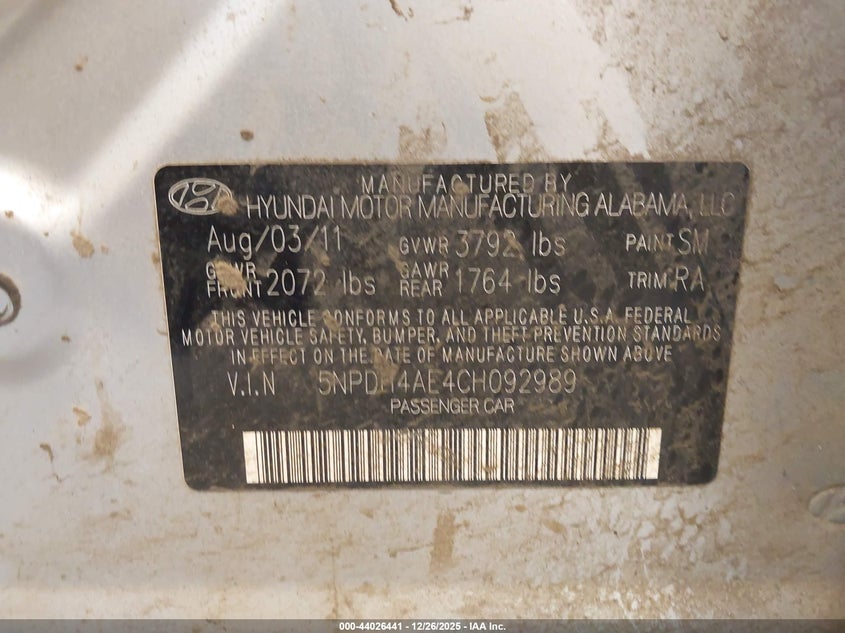 MANUFACTURED BY
HYUNDAI MOTOR MANUFACTURING ALABAMA, LLC
Aug/03/11 GVWR 3792 lbs PAINT SM
GAWR FRONT 2072 lbs GAWR REAR 1764 lbs TRIM RA
THIS VEHICLE CONFORMS TO ALL APPLICABLE U.S.A. FEDERAL
MOTOR VEHICLE SAFETY, BUMPER, AND THEFT PREVENTION STANDARDS
IN EFFECT ON THE DATE OF MANUFACTURE SHOWN ABOVE
V.I.N 5NPDH4AE4CH092989
PASSENGER CAR
000-44026441 - 12/26/2025 - IAA Inc.